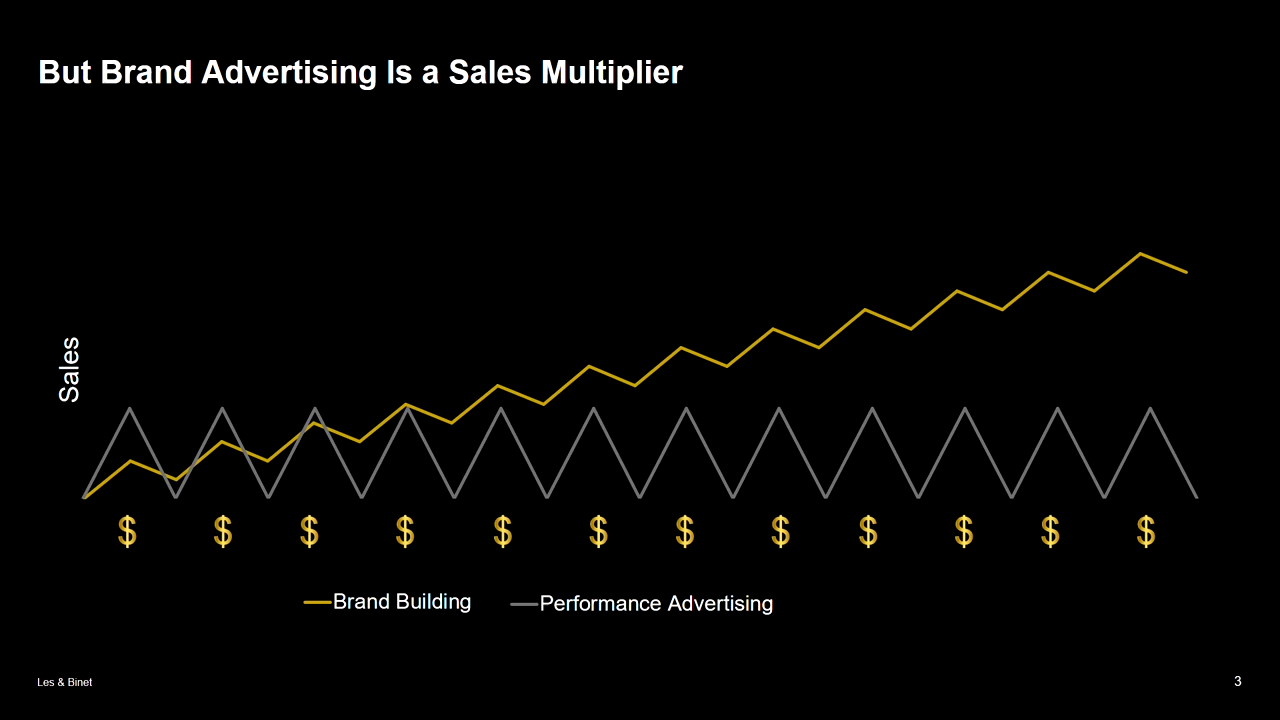 But Brand Advertising Is a Sales Multiplier
Sales
$ $ $ $ $ $ $ $ $ $ $ $
Brand Building
Performance Advertising
Les & Binet
3